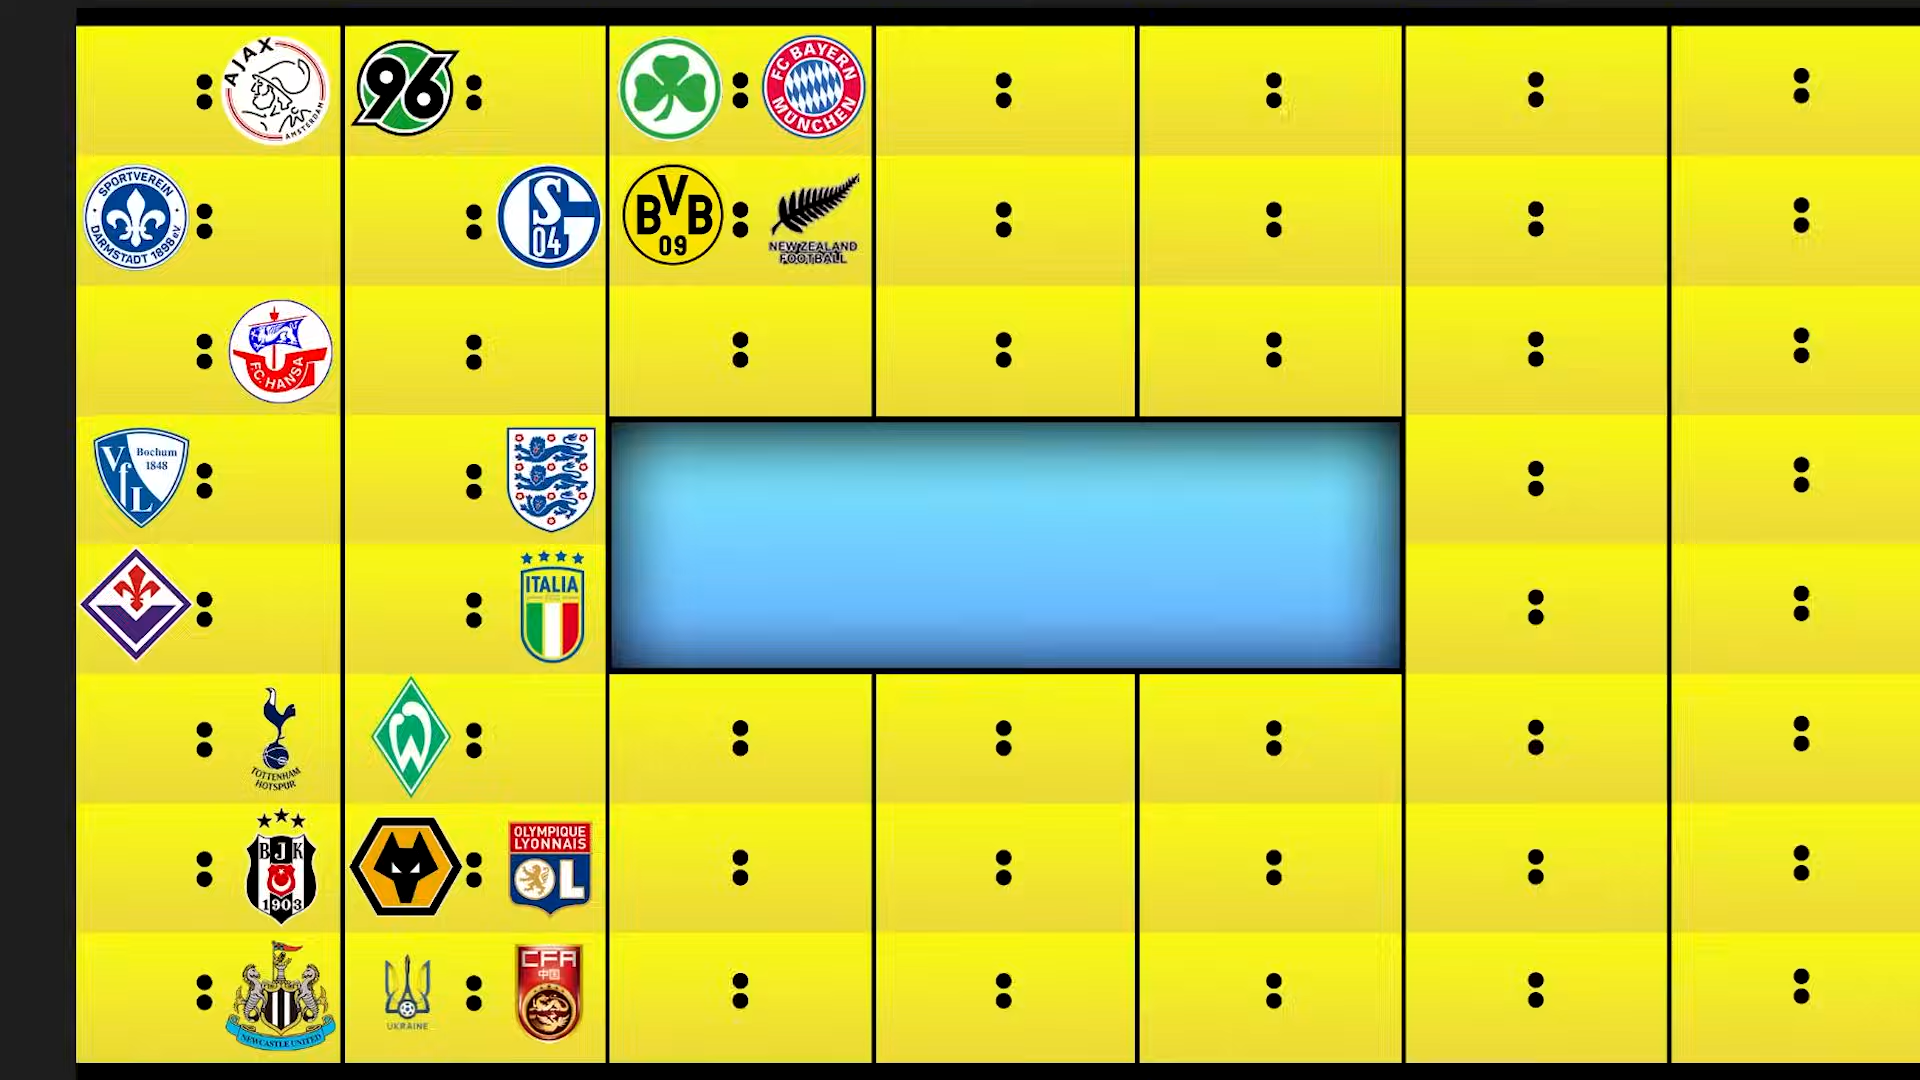 AJAX
AMSTERDAM
96
FC BAYERN
MÜNCHEN
SPORTVEREIN
DARMSTADT 1898 e.V.
S
04
BVB
09
NEW ZEALAND
FOOTBALL
F.C. HANSA
VfL
Bochum
1848
ITALIA
TOTTENHAM
HOTSPUR
W
BJK
1903
OLYMPIQUE
LYONNAIS
OL
NEWCASTLE UNITED
UKRAINE
CFA
中国